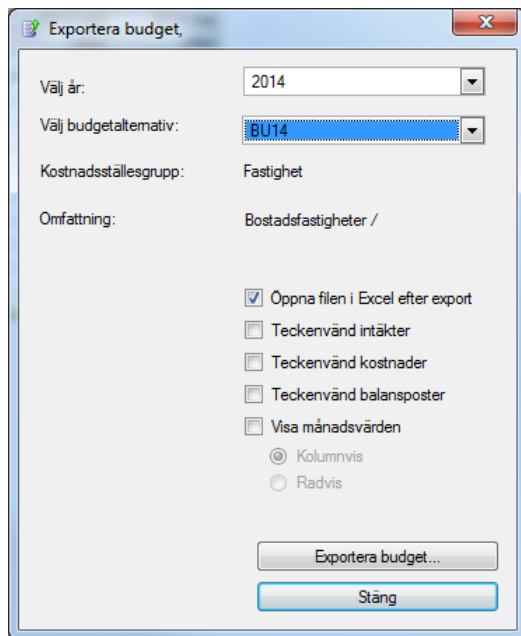 Exportera budget,
Välj år: 2014
Välj budgetalternativ: BU14
Kostnadsställesgrupp: Fastighet
Omfattning: Bostadsfastigheter /
Öppna filen i Excel efter export
Teckenvänd intäkter
Teckenvänd kostnader
Teckenvänd balansposter
Visa månadsvärden
Kolumnvis
Radvis
Exportera budget...
Stäng